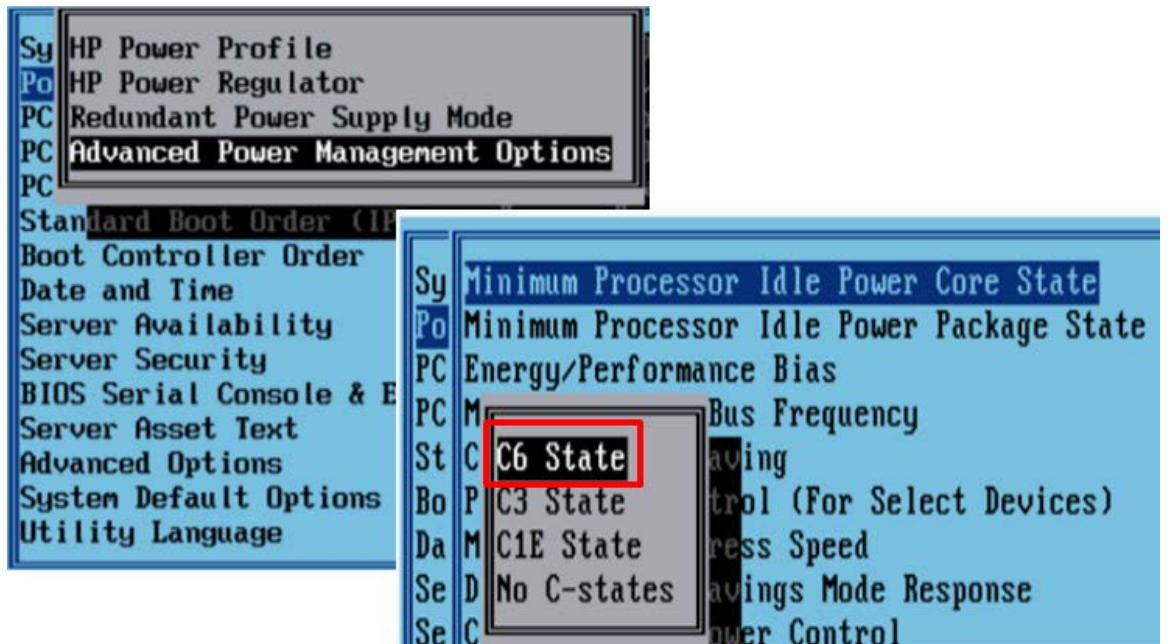 Sy HP Power Profile
Po HP Power Regulator
PC Redundant Power Supply Mode
PC Advanced Power Management Options
PC
Standard Boot Order (IP
Boot Controller Order
Date and Time
Server Availability
Server Security
BIOS Serial Console & E
Server Asset Text
Advanced Options
System Default Options
Utility Language
Sy Minimum Processor Idle Power Core State
Po Minimum Processor Idle Power Package State
PC Energy/Performance Bias
PC M Bus Frequency
St C C6 State aving
Bo P C3 State trol (For Select Devices)
Da M C1E State ress Speed
Se D No C-states avings Mode Response
Se C ower Control